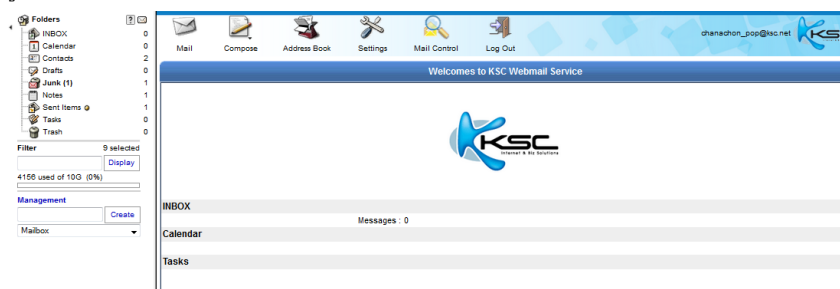 Folders
INBOX 0
Calendar 0
Contacts 2
Drafts 0
Junk (1) 1
Notes 1
Sent Items 1
Tasks 0
Trash 0
Filter 9 selected
Display
4156 used of 10G (0%)
Management
Create
Mailbox
Mail Compose Address Book Settings Mail Control Log Out
chanachon_pop@ksc.net
KSC
Welcomes to KSC Webmail Service
KSC
Internet & Biz Solutions
INBOX
Messages : 0
Calendar
Tasks